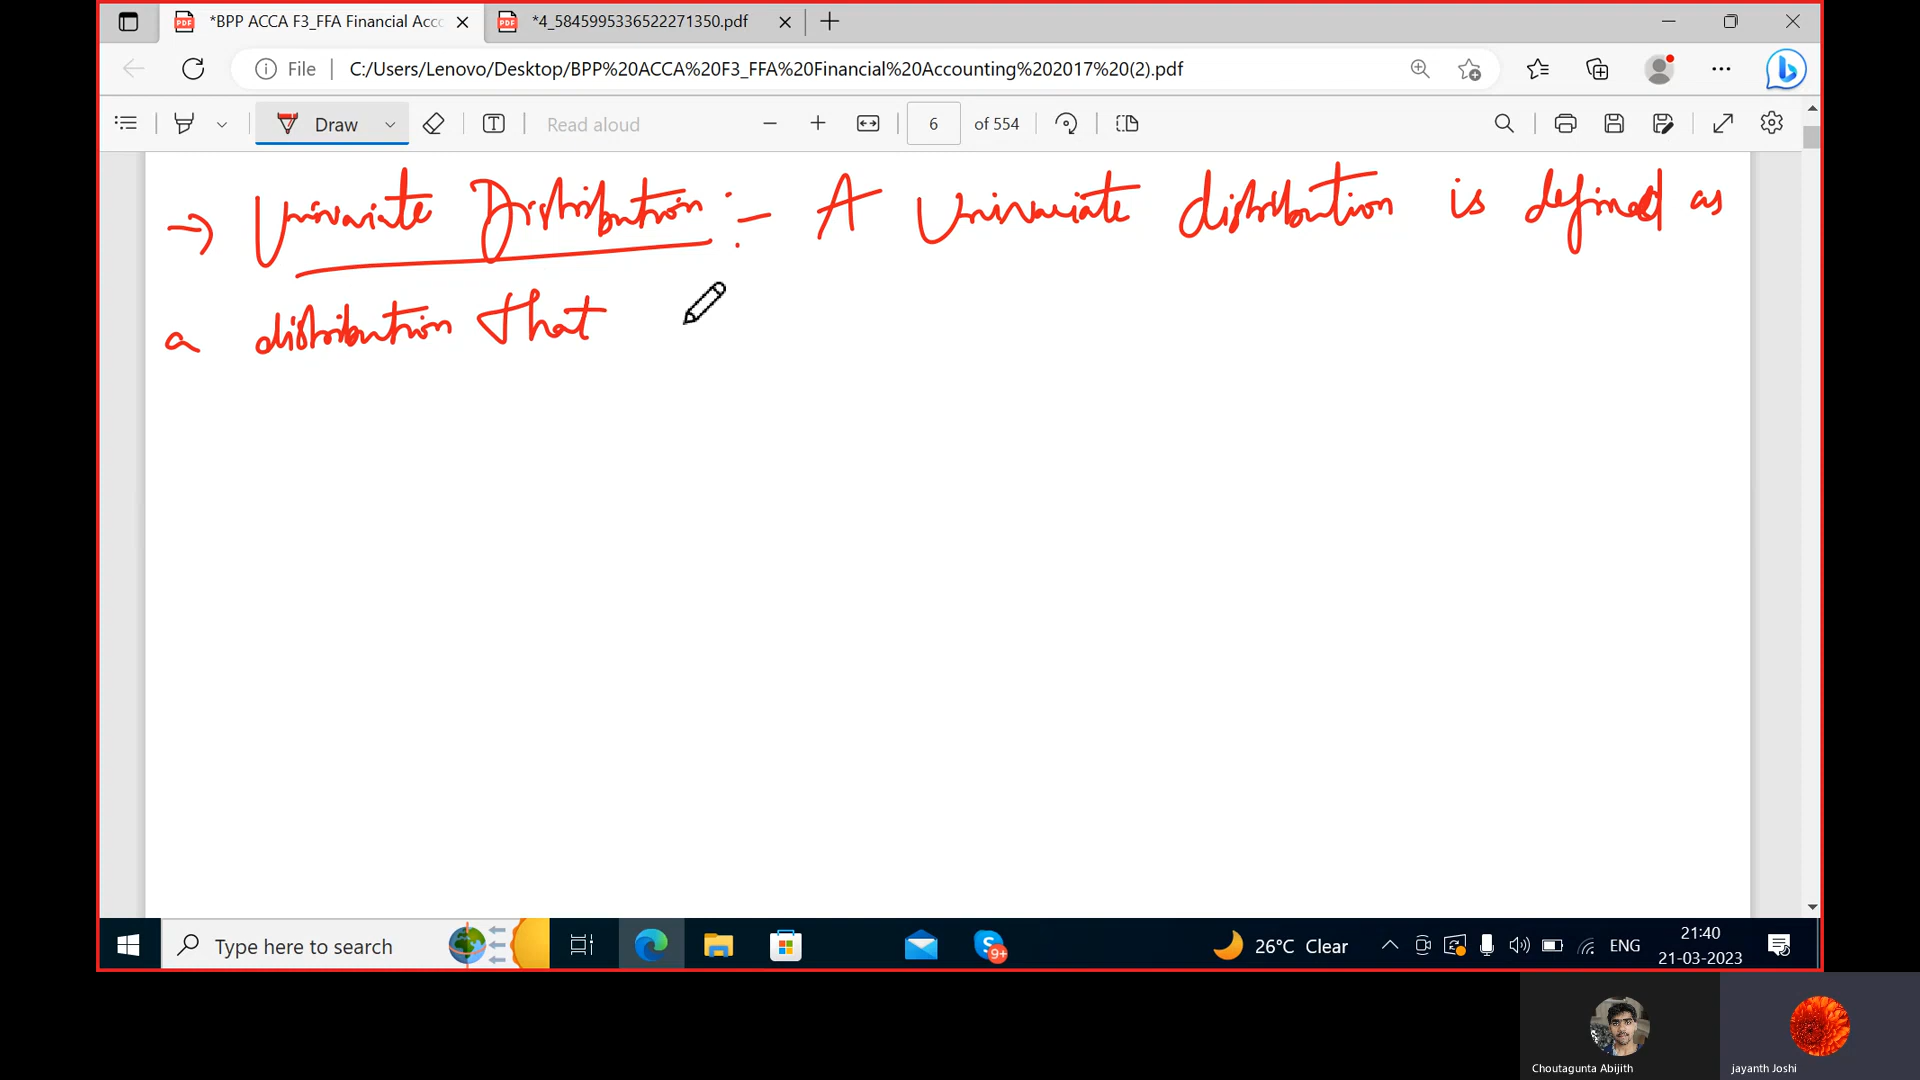 *BPP ACCA F3_FFA Financial Acc
*4_5845995336522271350.pdf
File
C:/Users/Lenovo/Desktop/BPP%20ACCA%20F3_FFA%20Financial%20Accounting%202017%20(2).pdf
Draw
Read aloud
6
of 554
→ Univariate Distribution :- A Univariate distribution is defined as
a distribution that
Type here to search
26°C Clear
ENG
21:40
21-03-2023
9+
Choutagunta Abijith
jayanth Joshi